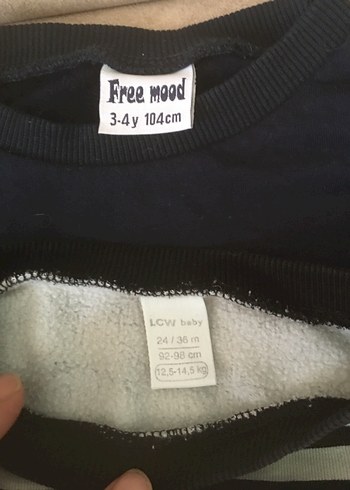 Free mood
3-4y 104cm
LCW baby
24 / 36 m
92-98 cm
12,5-14,5 kg